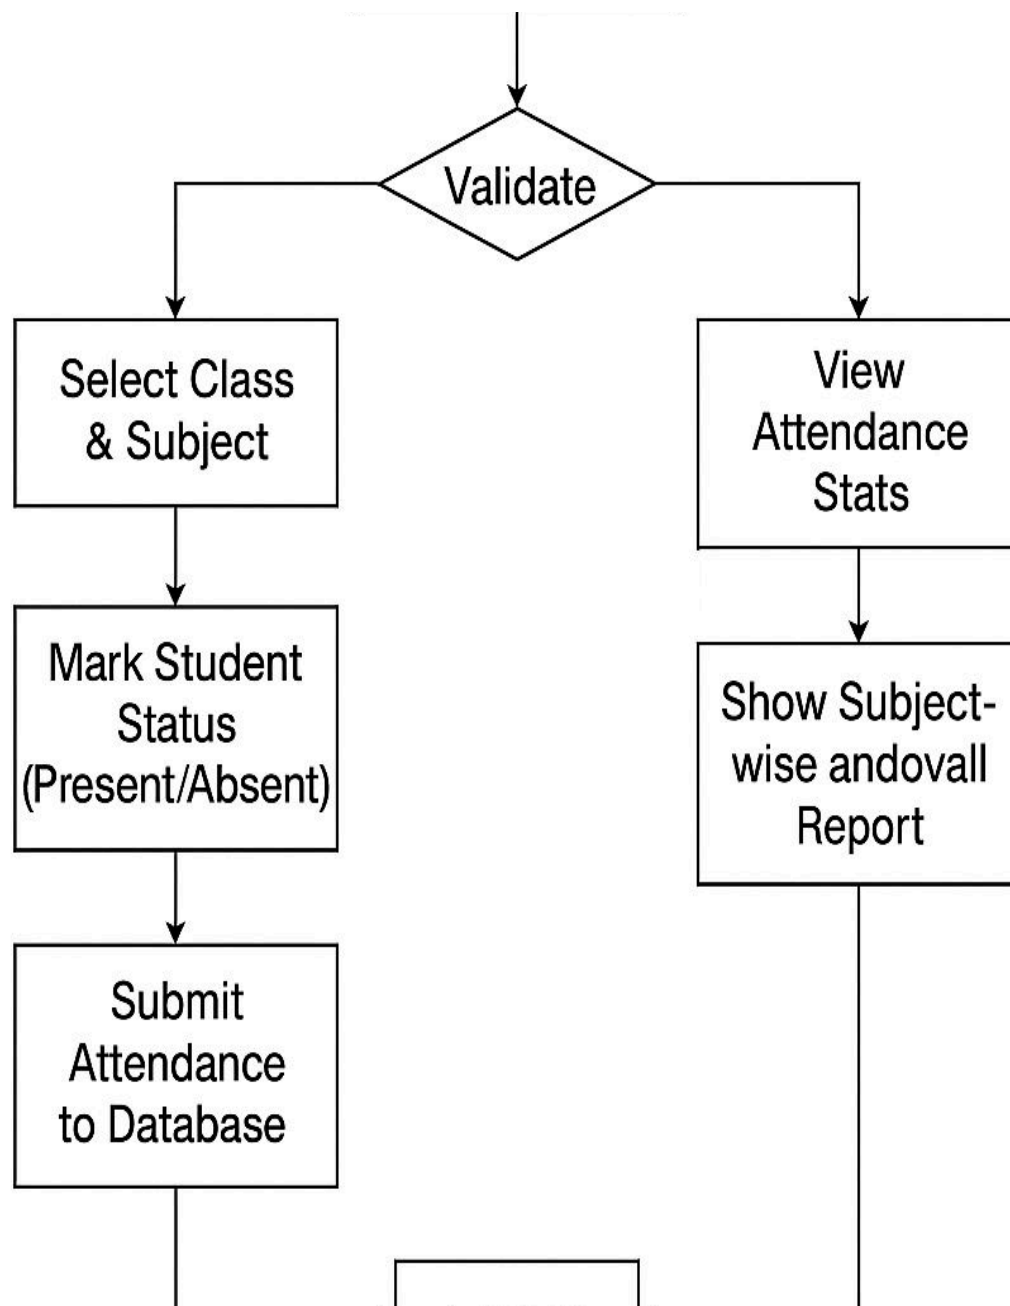 Validate
Select Class
& Subject
Mark Student
Status
(Present/Absent)
Submit
Attendance
to Database
View
Attendance
Stats
Show Subject-
wise andovall
Report